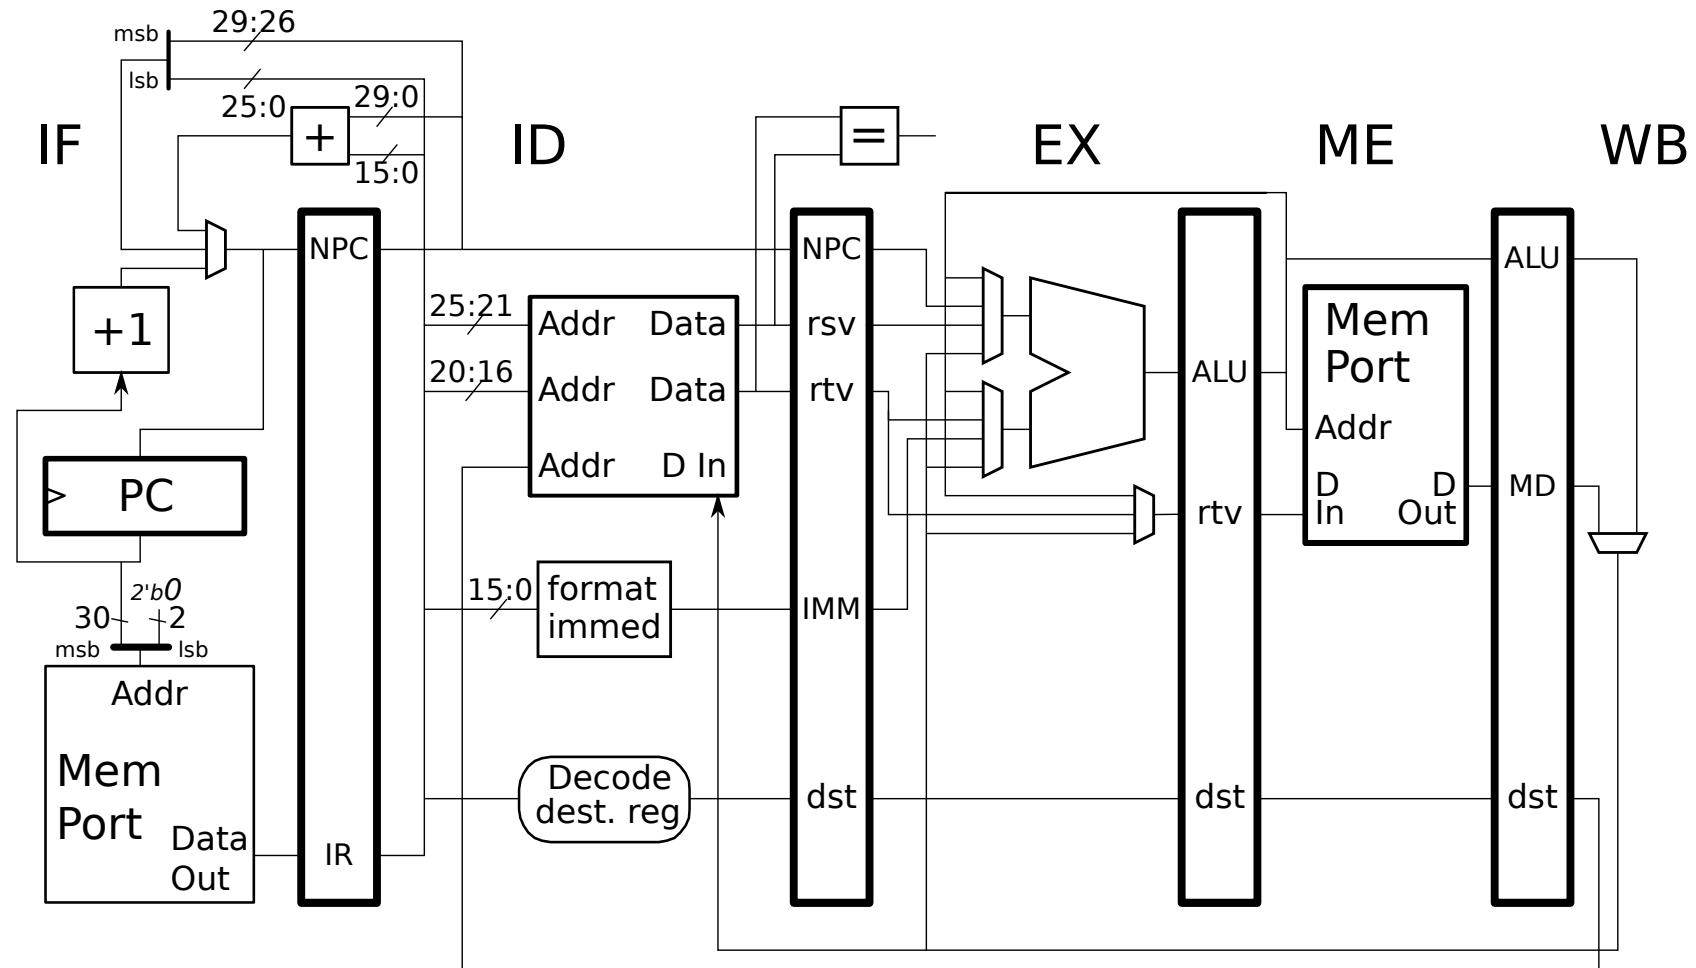 29:26
msb
lsb
25:0
29:0
15:0
+
=
IF
ID
EX
ME
WB
NPC
NPC
ALU
+1
25:21
20:16
Addr
Data
Addr
Data
Addr
D In
rsv
rtv
ALU
rtv
Mem
Port
Addr
D
In
D
Out
MD
PC
2'b0
30
2
msb
lsb
15:0
format
immed
IMM
Addr
Mem
Port
Data
Out
IR
Decode
dest. reg
dst
dst
dst